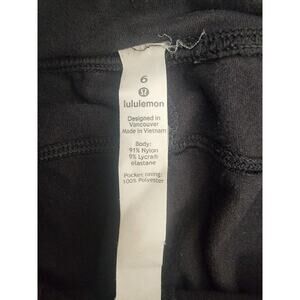 6
lululemon
Designed in
Vancouver
Made in Vietnam
Body:
91% Nylon
9% Lycra®
elastane
Pocket lining:
100% Polyester